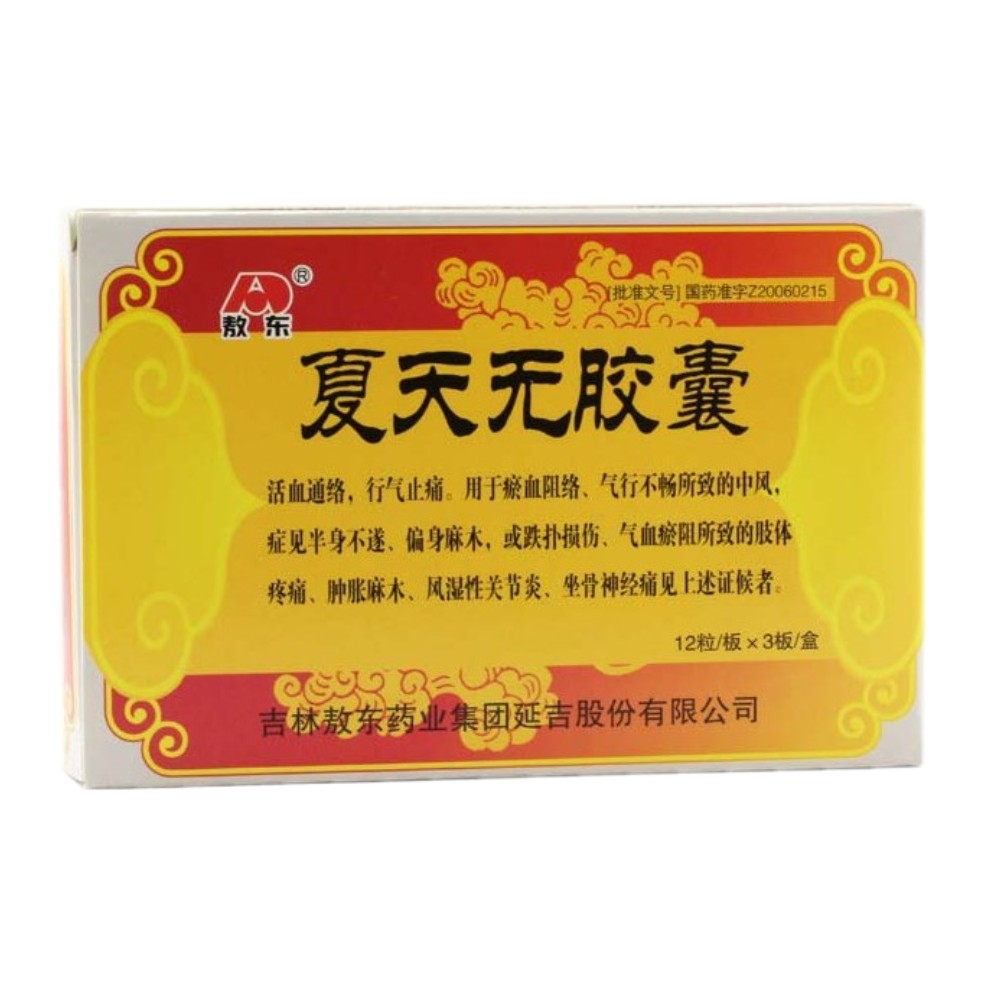 ®
敖东
[批准文号] 国药准字Z20060215
夏天无胶囊
活血通络，行气止痛。用于瘀血阻络、气行不畅所致的中风，
症见半身不遂、偏身麻木，或跌扑损伤、气血瘀阻所致的肢体
疼痛、肿胀麻木、风湿性关节炎、坐骨神经痛见上述证候者。
12粒/板×3板/盒
吉林敖东药业集团延吉股份有限公司